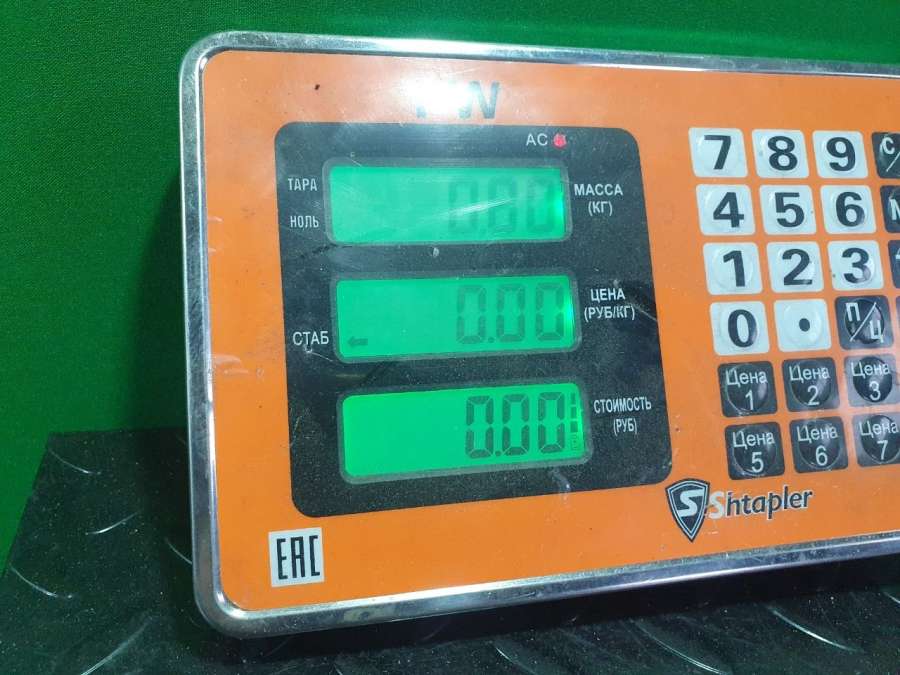 AC
ТАРА
НОЛЬ
0.00
МАССА
(КГ)
СТАБ
←
0.00
ЦЕНА
(РУБ/КГ)
0.00
СТОИМОСТЬ
(РУБ)
7 8 9 C/
4 5 6
1 2 3
0 . П/Ц
Цена 1
Цена 2
Цена 3
Цена 5
Цена 6
Цена 7
S Shtapler
EAC